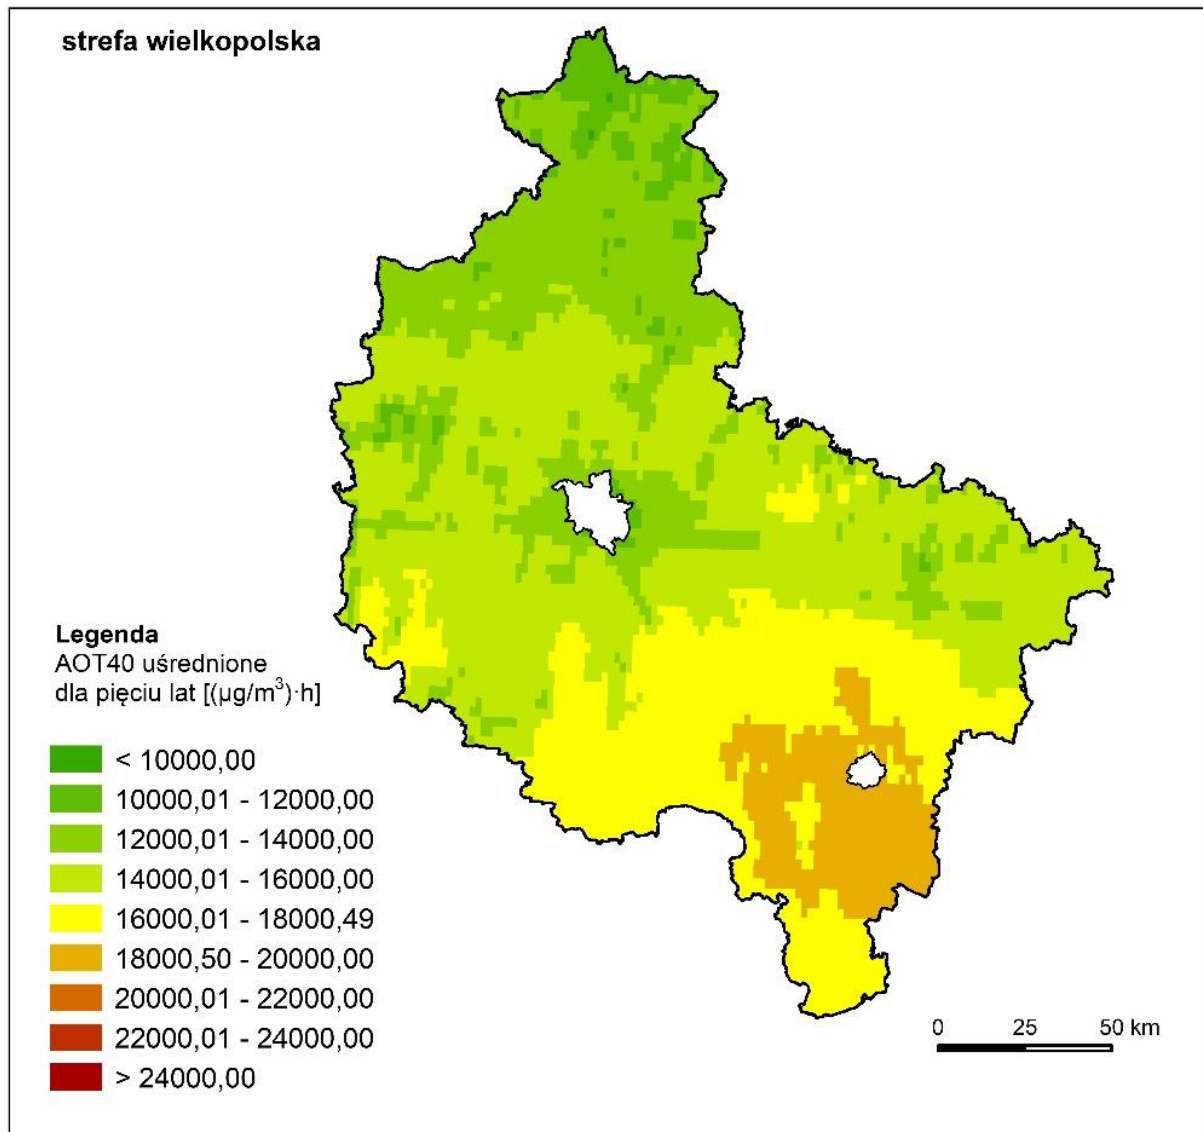 strefa wielkopolska
Legenda
AOT40 uśrednione
dla pięciu lat [(µg/m³)·h]
< 10000,00
10000,01 - 12000,00
12000,01 - 14000,00
14000,01 - 16000,00
16000,01 - 18000,49
18000,50 - 20000,00
20000,01 - 22000,00
22000,01 - 24000,00
> 24000,00
0 25 50 km